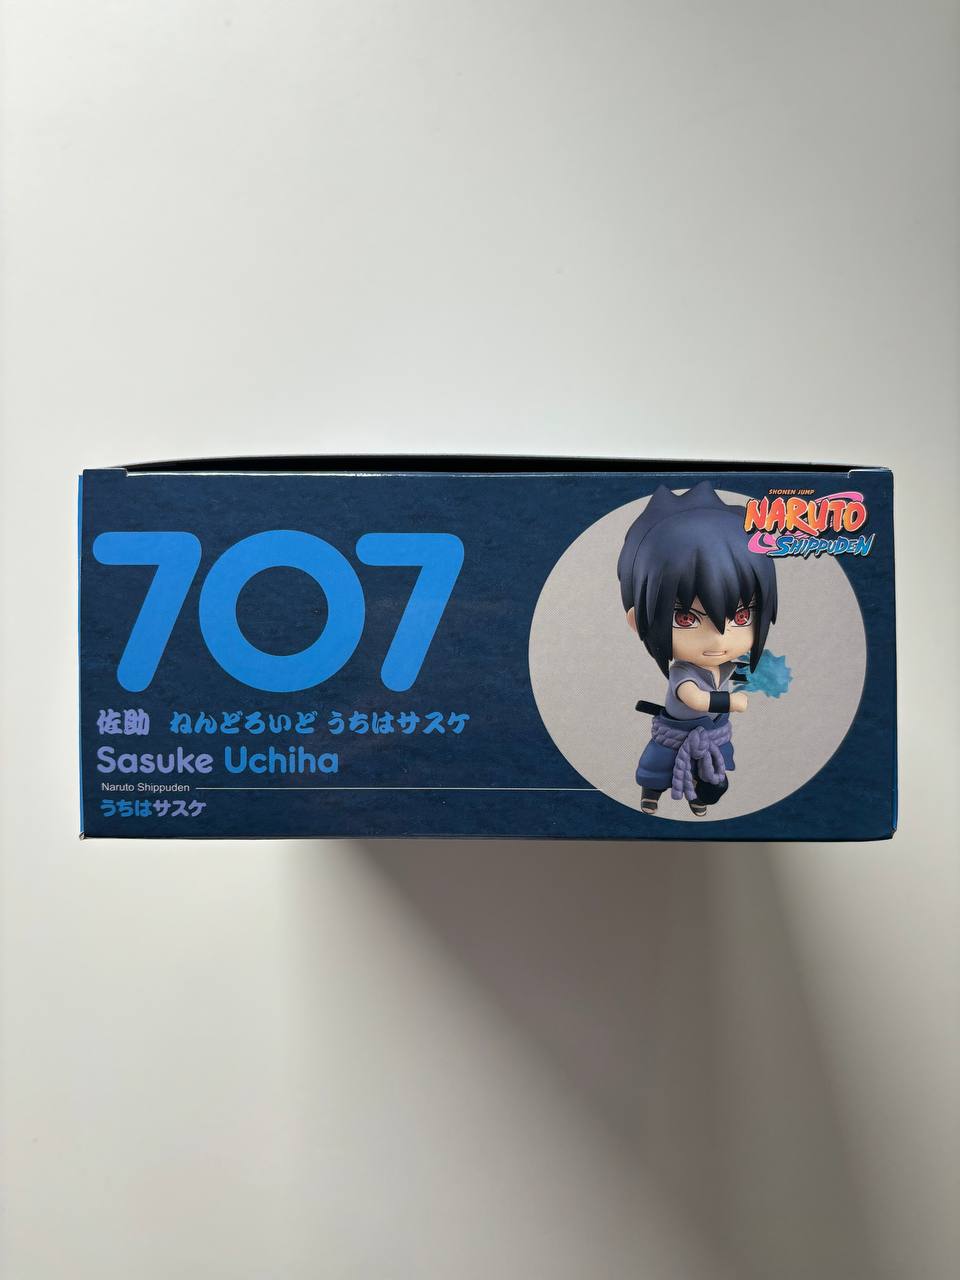 707
佐助 ねんどろいど うちはサスケ
Sasuke Uchiha
Naruto Shippuden
うちはサスケ
SHONEN JUMP
NARUTO
SHIPPUDEN